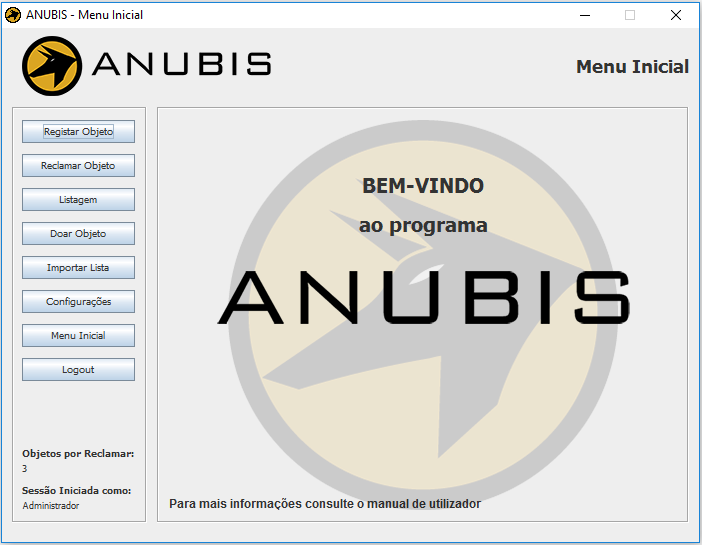 ANUBIS - Menu Inicial
ANUBIS
Menu Inicial
Registar Objeto
Reclamar Objeto
Listagem
Doar Objeto
Importar Lista
Configurações
Menu Inicial
Logout
Objetos por Reclamar:
3
Sessão Iniciada como:
Administrador
BEM-VINDO
ao programa
ANUBIS
Para mais informações consulte o manual de utilizador